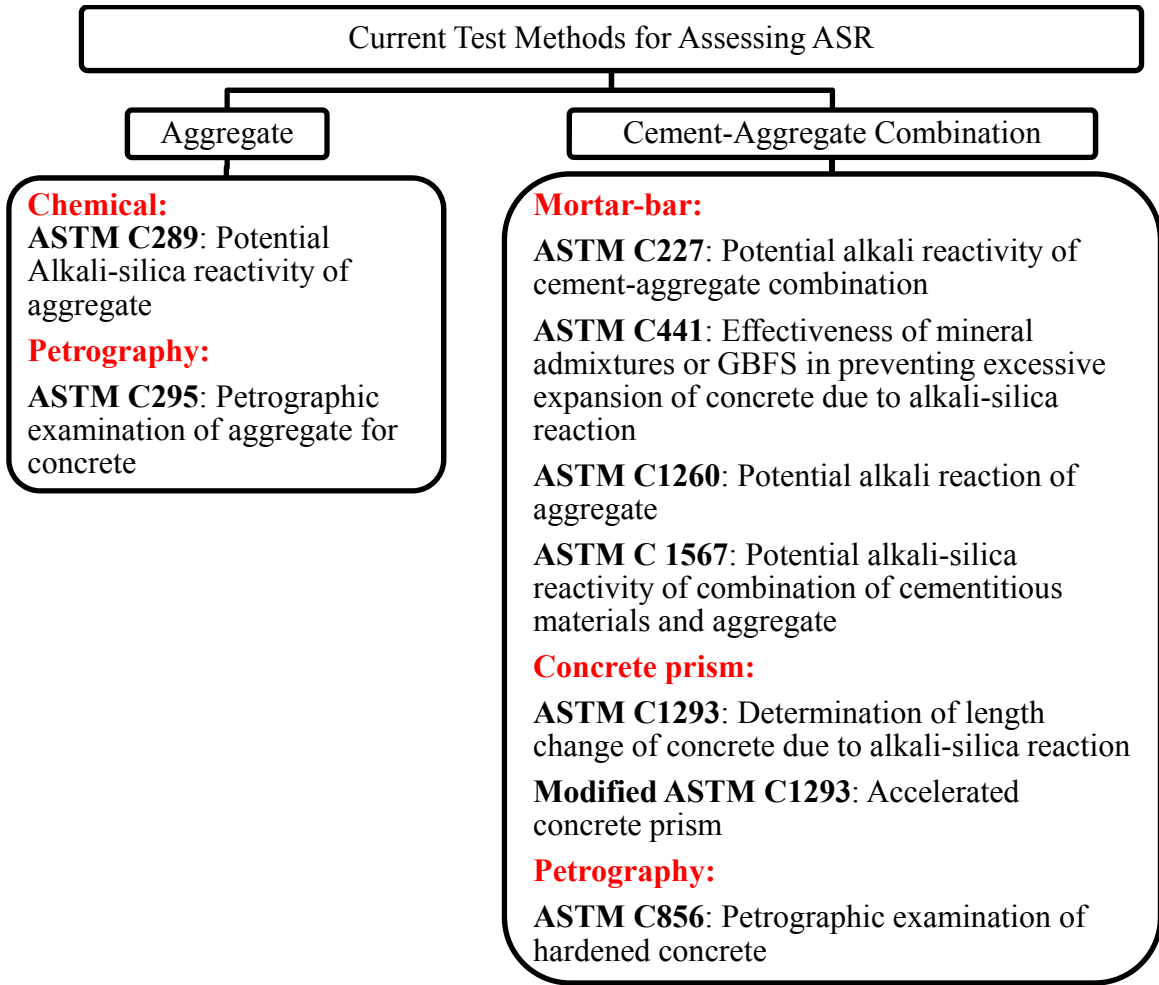 Current Test Methods for Assessing ASR
Aggregate
Chemical:
ASTM C289: Potential
Alkali-silica reactivity of
aggregate
Petrography:
ASTM C295: Petrographic
examination of aggregate for
concrete
Cement-Aggregate Combination
Mortar-bar:
ASTM C227: Potential alkali reactivity of
cement-aggregate combination
ASTM C441: Effectiveness of mineral
admixtures or GBFS in preventing excessive
expansion of concrete due to alkali-silica
reaction
ASTM C1260: Potential alkali reaction of
aggregate
ASTM C 1567: Potential alkali-silica
reactivity of combination of cementitious
materials and aggregate
Concrete prism:
ASTM C1293: Determination of length
change of concrete due to alkali-silica reaction
Modified ASTM C1293: Accelerated
concrete prism
Petrography:
ASTM C856: Petrographic examination of
hardened concrete